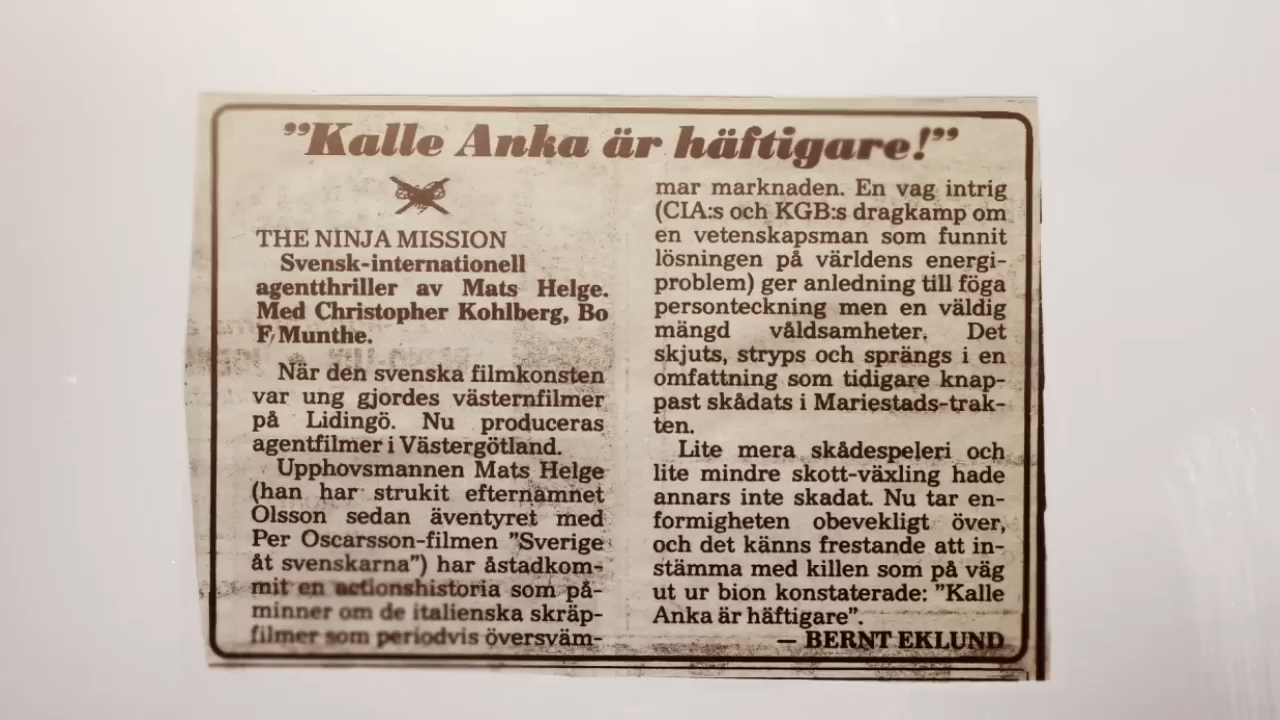 "Kalle Anka är häftigare!"
THE NINJA MISSION
Svensk-internationell
agentthriller av Mats Helge.
Med Christopher Kohlberg, Bo
F Munthe.
När den svenska filmkonsten
var ung gjordes västernfilmer
på Lidingö. Nu produceras
agentfilmer i Västergötland.
Upphovsmannen Mats Helge
(han har strukit efternamnet
Olsson sedan äventyret med
Per Oscarsson-filmen "Sverige
åt svenskarna") har åstadkom-
mit en actionshistoria som på-
minner om de italienska skräp-
filmer som periodvis översväm-
mar marknaden. En vag intrig
(CIA:s och KGB:s dragkamp om
en vetenskapsman som funnit
lösningen på världens energi-
problem) ger anledning till föga
personteckning men en väldig
mängd våldsamheter. Det
skjuts, stryps och sprängs i en
omfattning som tidigare knap-
past skådats i Mariestads-trak-
ten.
Lite mera skådespeleri och
lite mindre skott-växling hade
annars inte skadat. Nu tar en-
formigheten obevekligt över,
och det känns frestande att in-
stämma med killen som på väg
ut ur bion konstaterade: "Kalle
Anka är häftigare".
— BERNT EKLUND